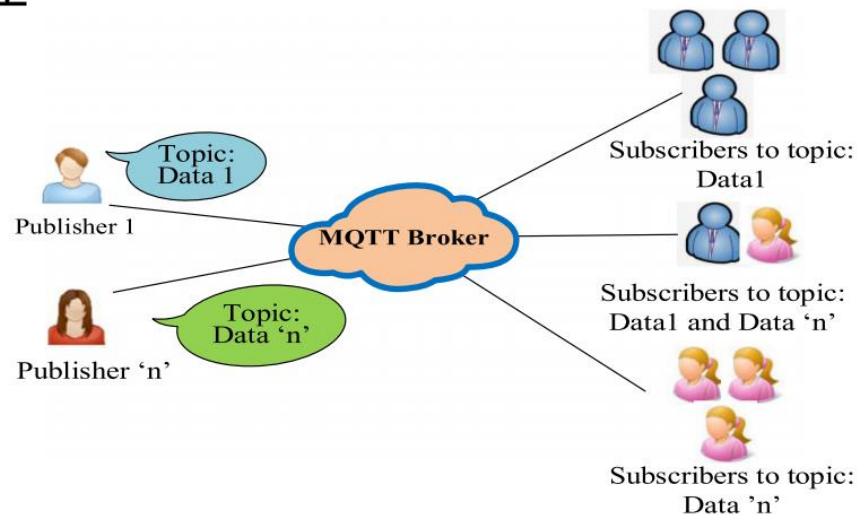 Topic:
Data 1
Publisher 1
MQTT Broker
Topic:
Data ‘n’
Publisher ‘n’
Subscribers to topic:
Data1
Subscribers to topic:
Data1 and Data ‘n’
Subscribers to topic:
Data ’n’